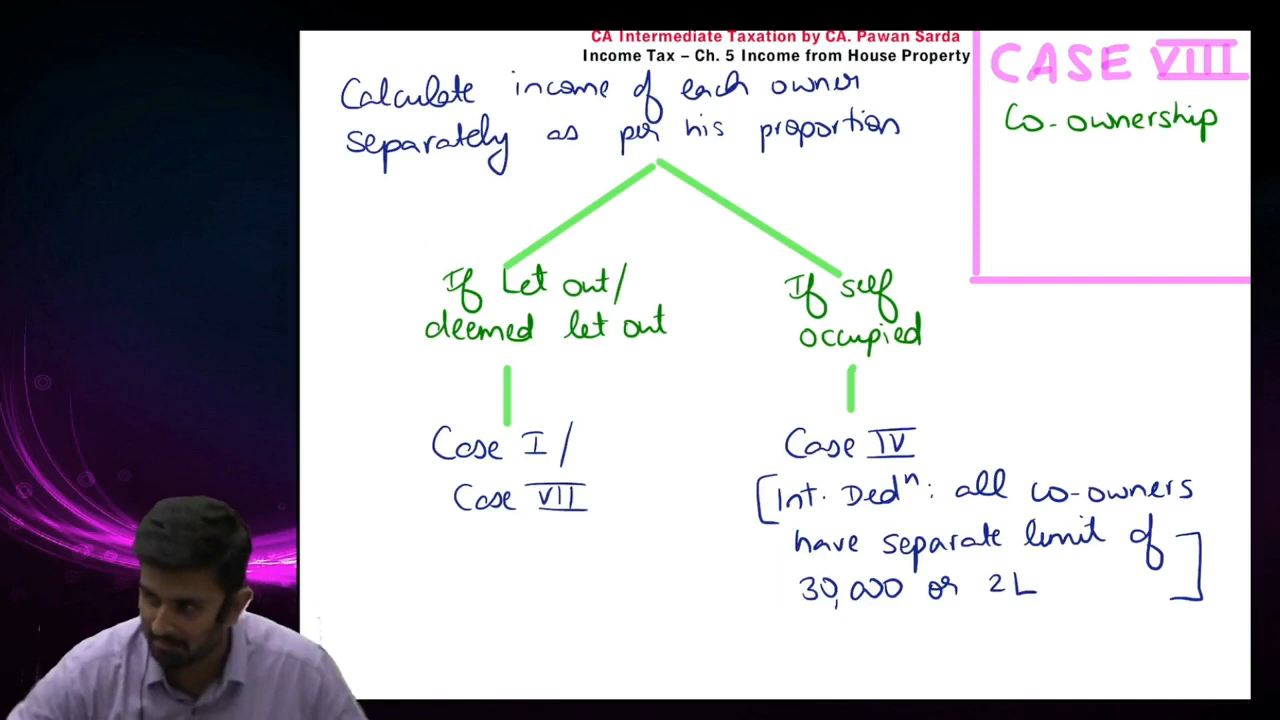 CA Intermediate Taxation by CA. Pawan Sarda
Income Tax – Ch. 5 Income from House Property
CASE VIII
Co-ownership
Calculate income of each owner
separately as per his proportion
If Let out/
deemed let out
If self
occupied
Case I /
Case VII
Case IV
[Int. Dedⁿ: all co-owners
have separate limit of
30,000 or 2L]